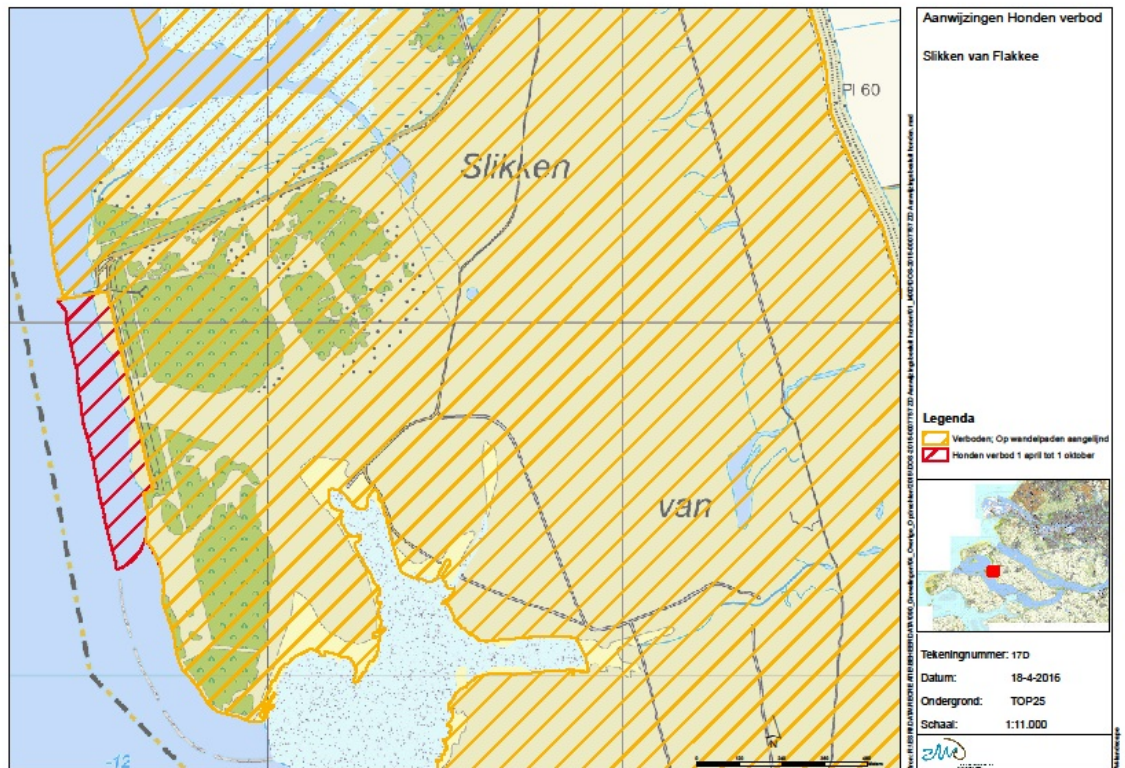 Aanwijzingen Honden verbod
Slikken van Flakkee
Pl 60
Slikken
van
-12
N
Legenda
Verboden; Op wandelpaden aangelijnd
Honden verbod 1 april tot 1 oktober
Tekeningnummer: 17D
Datum: 18-4-2016
Ondergrond: TOP25
Schaal: 1:11.000